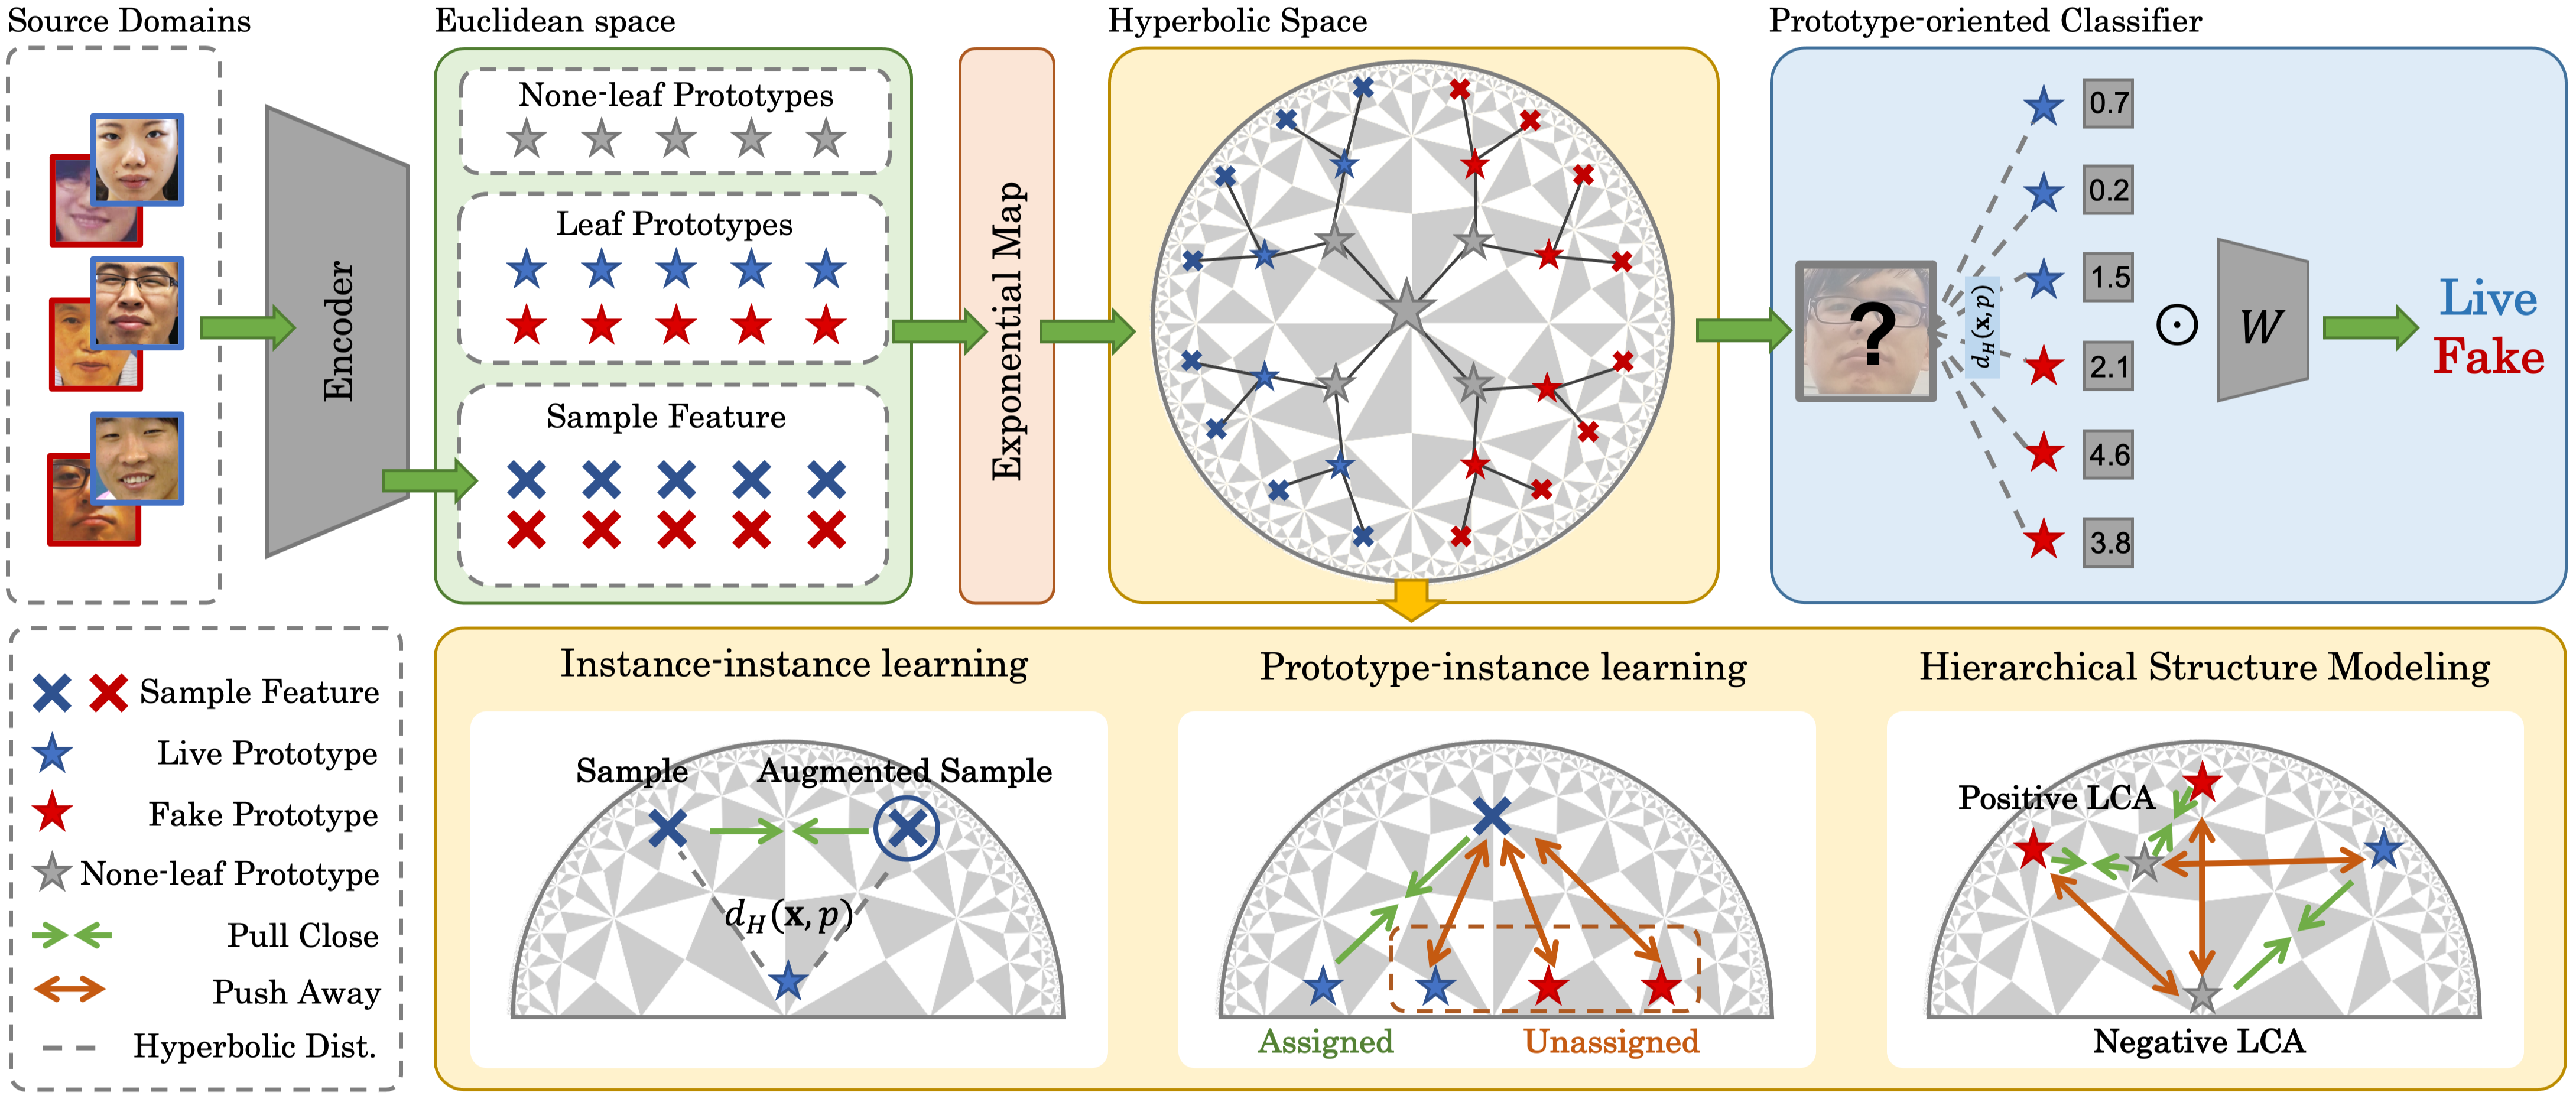 Source Domains
Euclidean space
Hyperbolic Space
Prototype-oriented Classifier
Encoder
None-leaf Prototypes
Leaf Prototypes
Sample Feature
Exponential Map
?
d_H(x, p)
0.7
0.2
1.5
2.1
4.6
3.8
⊙
W
Live
Fake
Sample Feature
Live Prototype
Fake Prototype
None-leaf Prototype
Pull Close
Push Away
Hyperbolic Dist.
Instance-instance learning
Sample
Augmented Sample
d_H(x, p)
Prototype-instance learning
Assigned
Unassigned
Hierarchical Structure Modeling
Positive LCA
Negative LCA